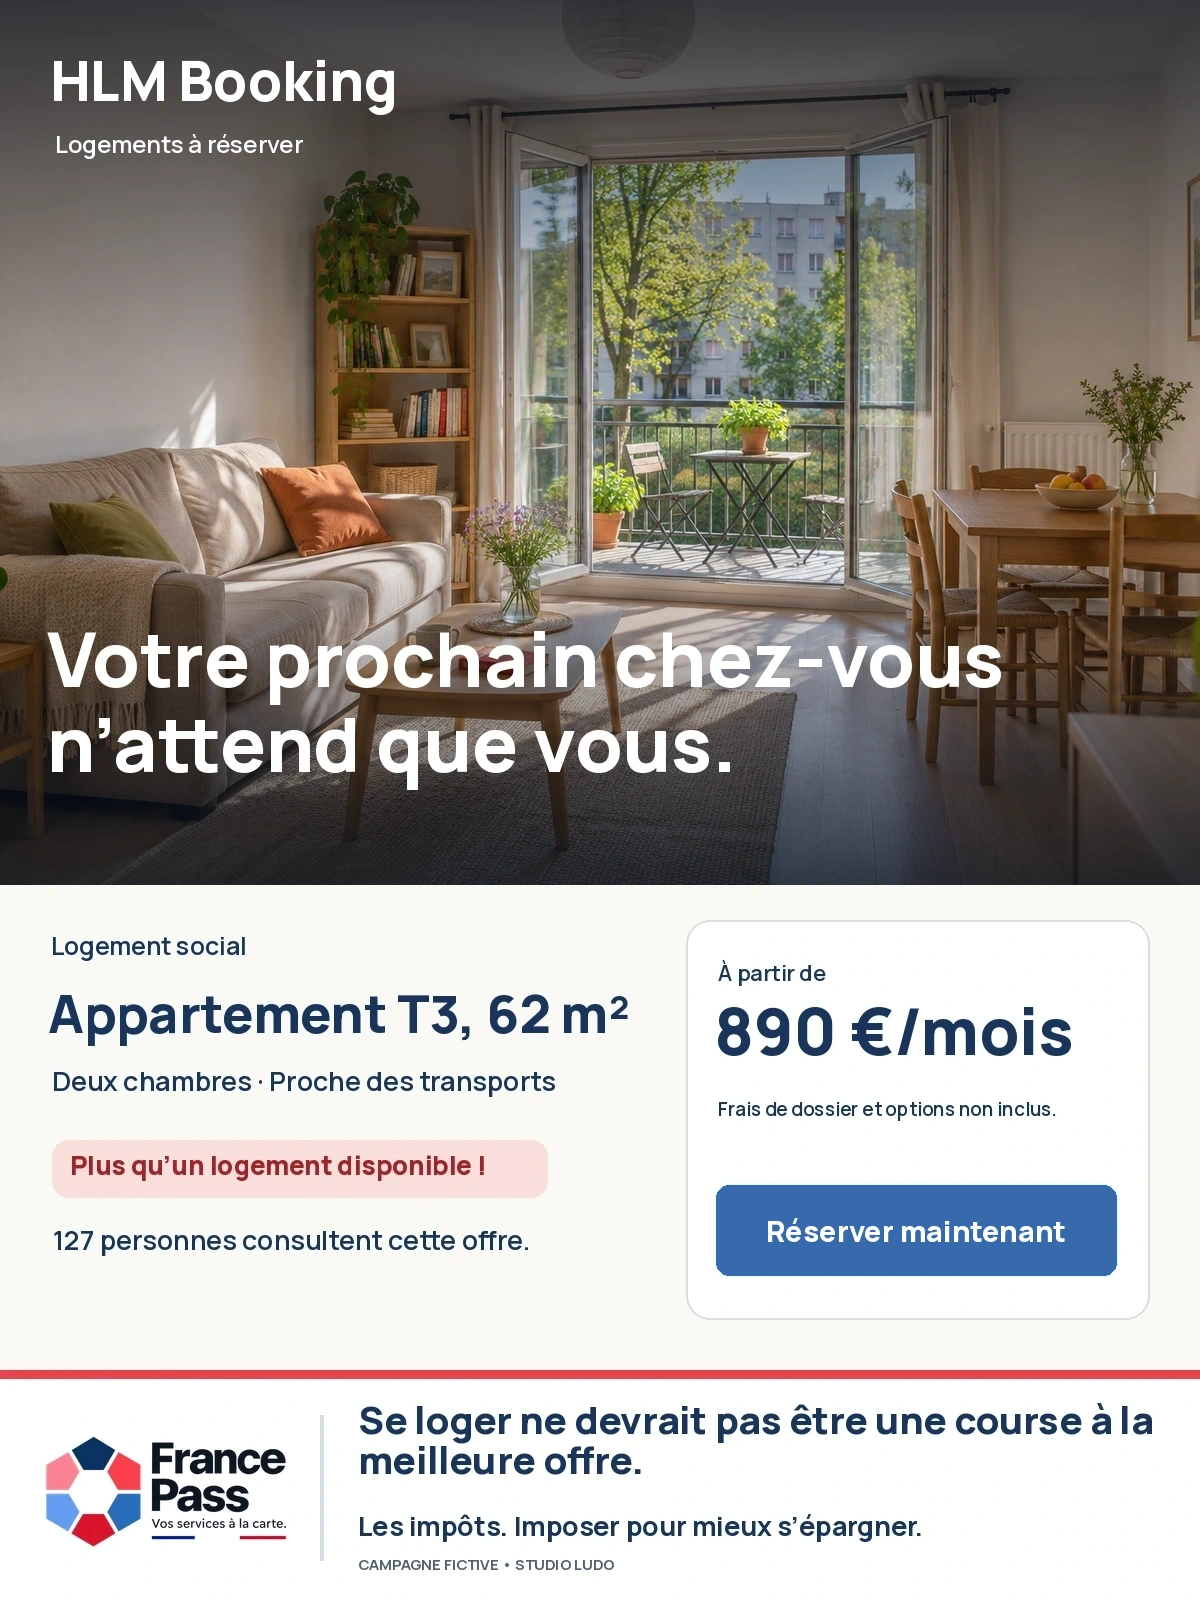 HLM Booking
Logements à réserver
Votre prochain chez-vous
n’attend que vous.
Logement social
Appartement T3, 62 m²
Deux chambres · Proche des transports
Plus qu’un logement disponible !
127 personnes consultent cette offre.
À partir de
890 €/mois
Frais de dossier et options non inclus.
Réserver maintenant
France
Pass
Vos services à la carte.
Se loger ne devrait pas être une course à la
meilleure offre.
Les impôts. Imposer pour mieux s’épargner.
CAMPAGNE FICTIVE • STUDIO LUDO